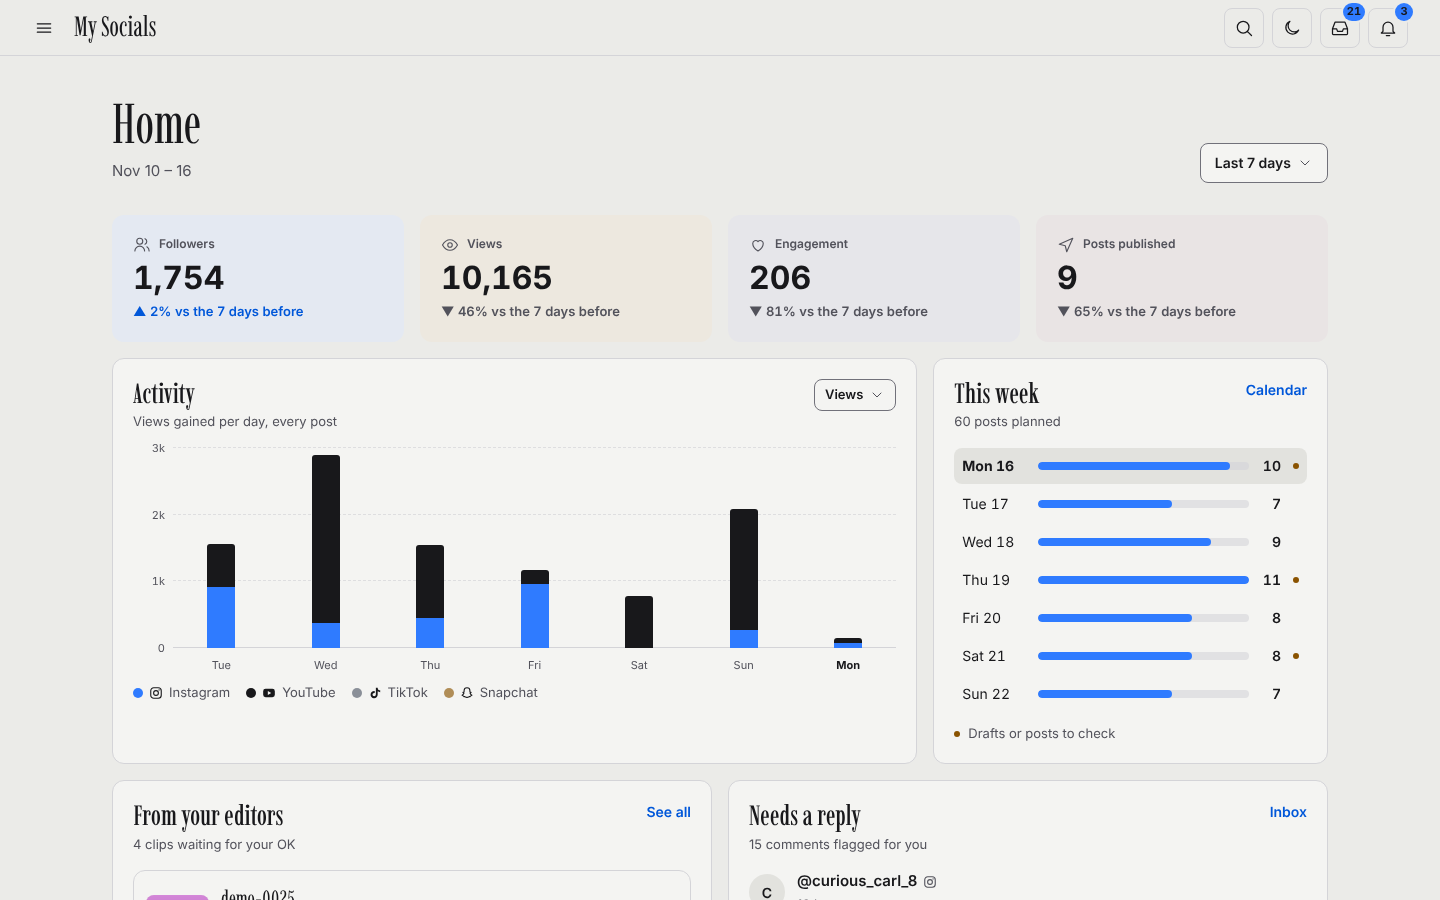 My Socials
21
3
Home
Nov 10 – 16
Last 7 days
Followers
1,754
▲ 2% vs the 7 days before
Views
10,165
▼ 46% vs the 7 days before
Engagement
206
▼ 81% vs the 7 days before
Posts published
9
▼ 65% vs the 7 days before
Activity
Views
Views gained per day, every post
3k
2k
1k
0
Tue Wed Thu Fri Sat Sun Mon
Instagram YouTube TikTok Snapchat
This week
Calendar
60 posts planned
Mon 16 10
Tue 17 7
Wed 18 9
Thu 19 11
Fri 20 8
Sat 21 8
Sun 22 7
Drafts or posts to check
From your editors
See all
4 clips waiting for your OK
demo-0025
Needs a reply
Inbox
15 comments flagged for you
C
@curious_carl_8